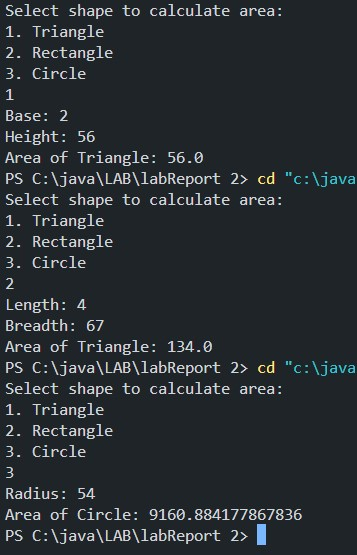 Select shape to calculate area:
1. Triangle
2. Rectangle
3. Circle
1
Base: 2
Height: 56
Area of Triangle: 56.0
PS C:\java\LAB\labReport 2> cd "c:\java
Select shape to calculate area:
1. Triangle
2. Rectangle
3. Circle
2
Length: 4
Breadth: 67
Area of Triangle: 134.0
PS C:\java\LAB\labReport 2> cd "c:\java
Select shape to calculate area:
1. Triangle
2. Rectangle
3. Circle
3
Radius: 54
Area of Circle: 9160.884177867836
PS C:\java\LAB\labReport 2>